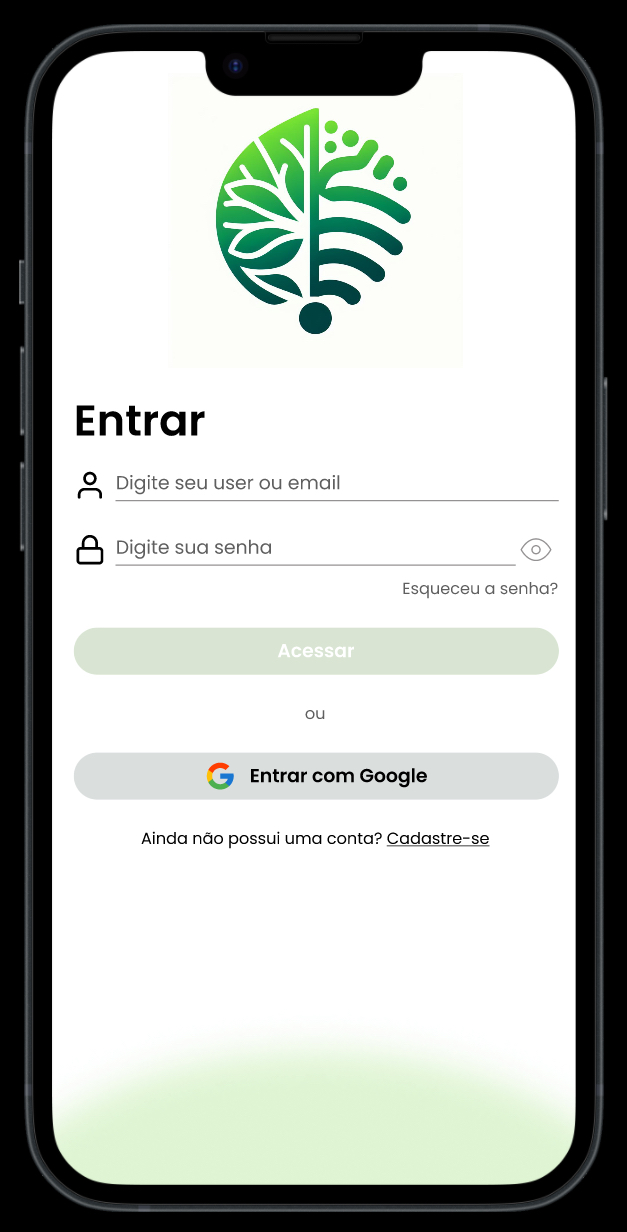 Entrar
Digite seu user ou email
Digite sua senha
Esqueceu a senha?
Acessar
ou
Entrar com Google
Ainda não possui uma conta? Cadastre-se